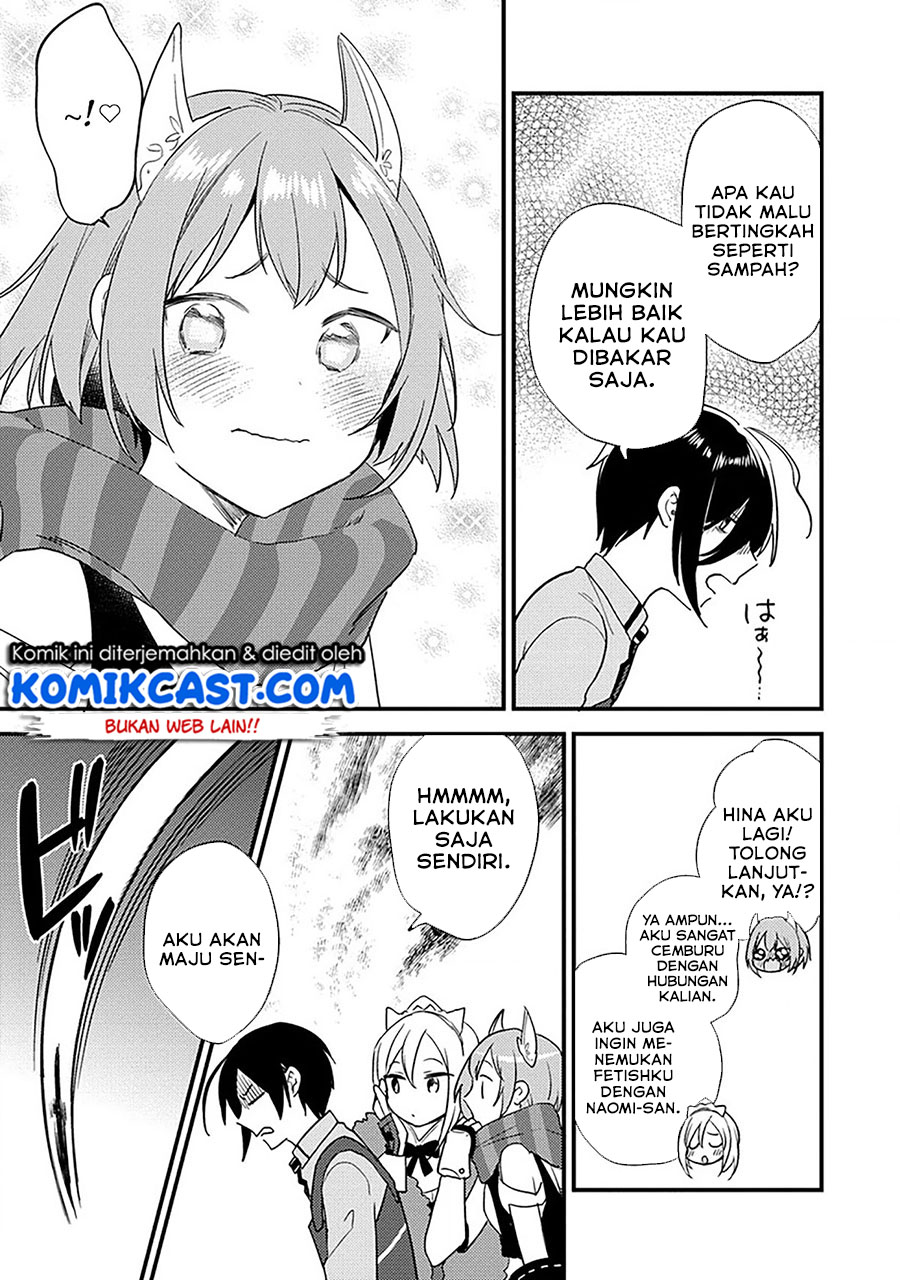 APA KAU
TIDAK MALU
BERTINGKAH
SEPERTI
SAMPAH?
MUNGKIN
LEBIH BAIK
KALAU KAU
DIBAKAR
SAJA.
はぁ~~……
~!♡
Komik ini diterjemahkan & diedit oleh
KOMIKCAST.COM
BUKAN WEB LAIN!!
HINA AKU
LAGI!
TOLONG
LANJUT-
KAN, YA!?
YA AMPUN...
AKU SANGAT
CEMBURU
DENGAN
HUBUNGAN
KALIAN.
AKU JUGA
INGIN ME-
NEMUKAN
FETISHKU
DENGAN
NAOMI-SAN.
HMMMM,
LAKUKAN
SAJA
SENDIRI.
AKU AKAN
MAJU SEN-
ドッ